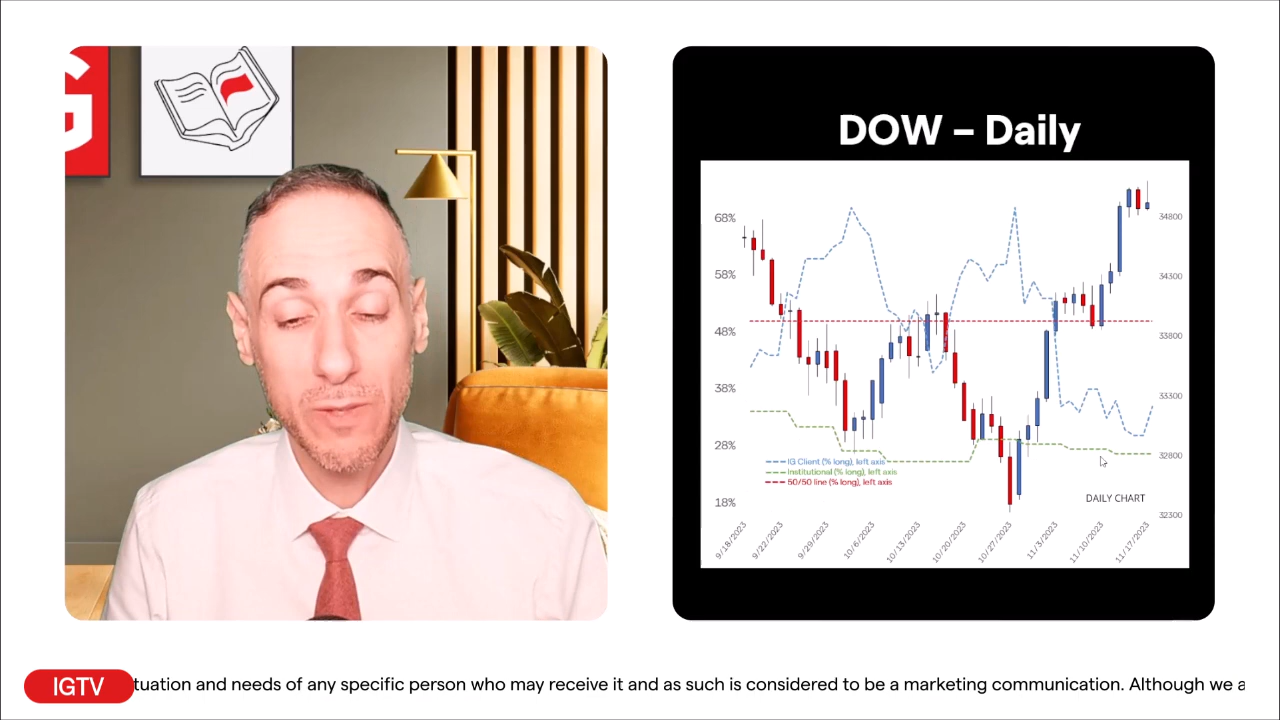 G
DOW – Daily
68%
58%
48%
38%
28%
18%
34800
34300
33800
33300
32800
32300
IG Client (% long), left axis
Institutional (% long), left axis
50/50 line (% long), left axis
DAILY CHART
9/18/2023
9/22/2023
9/29/2023
10/6/2023
10/13/2023
10/20/2023
10/27/2023
11/3/2023
11/10/2023
11/17/2023
IGTV
tuation and needs of any specific person who may receive it and as such is considered to be a marketing communication. Although we a